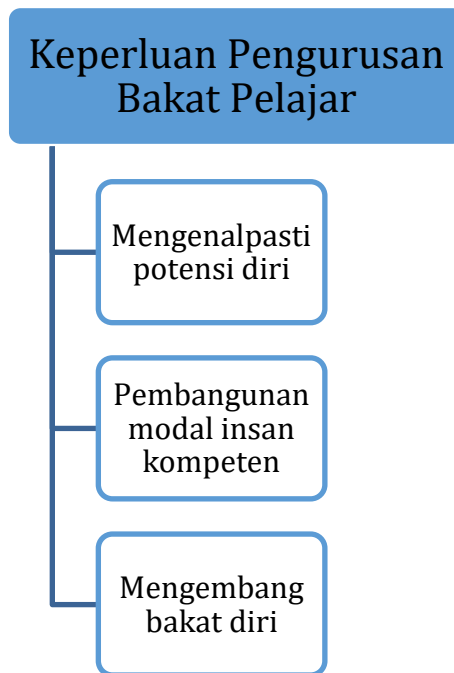 Keperluan Pengurusan
Bakat Pelajar
Mengenalpasti
potensi diri
Pembangunan
modal insan
kompeten
Mengembang
bakat diri